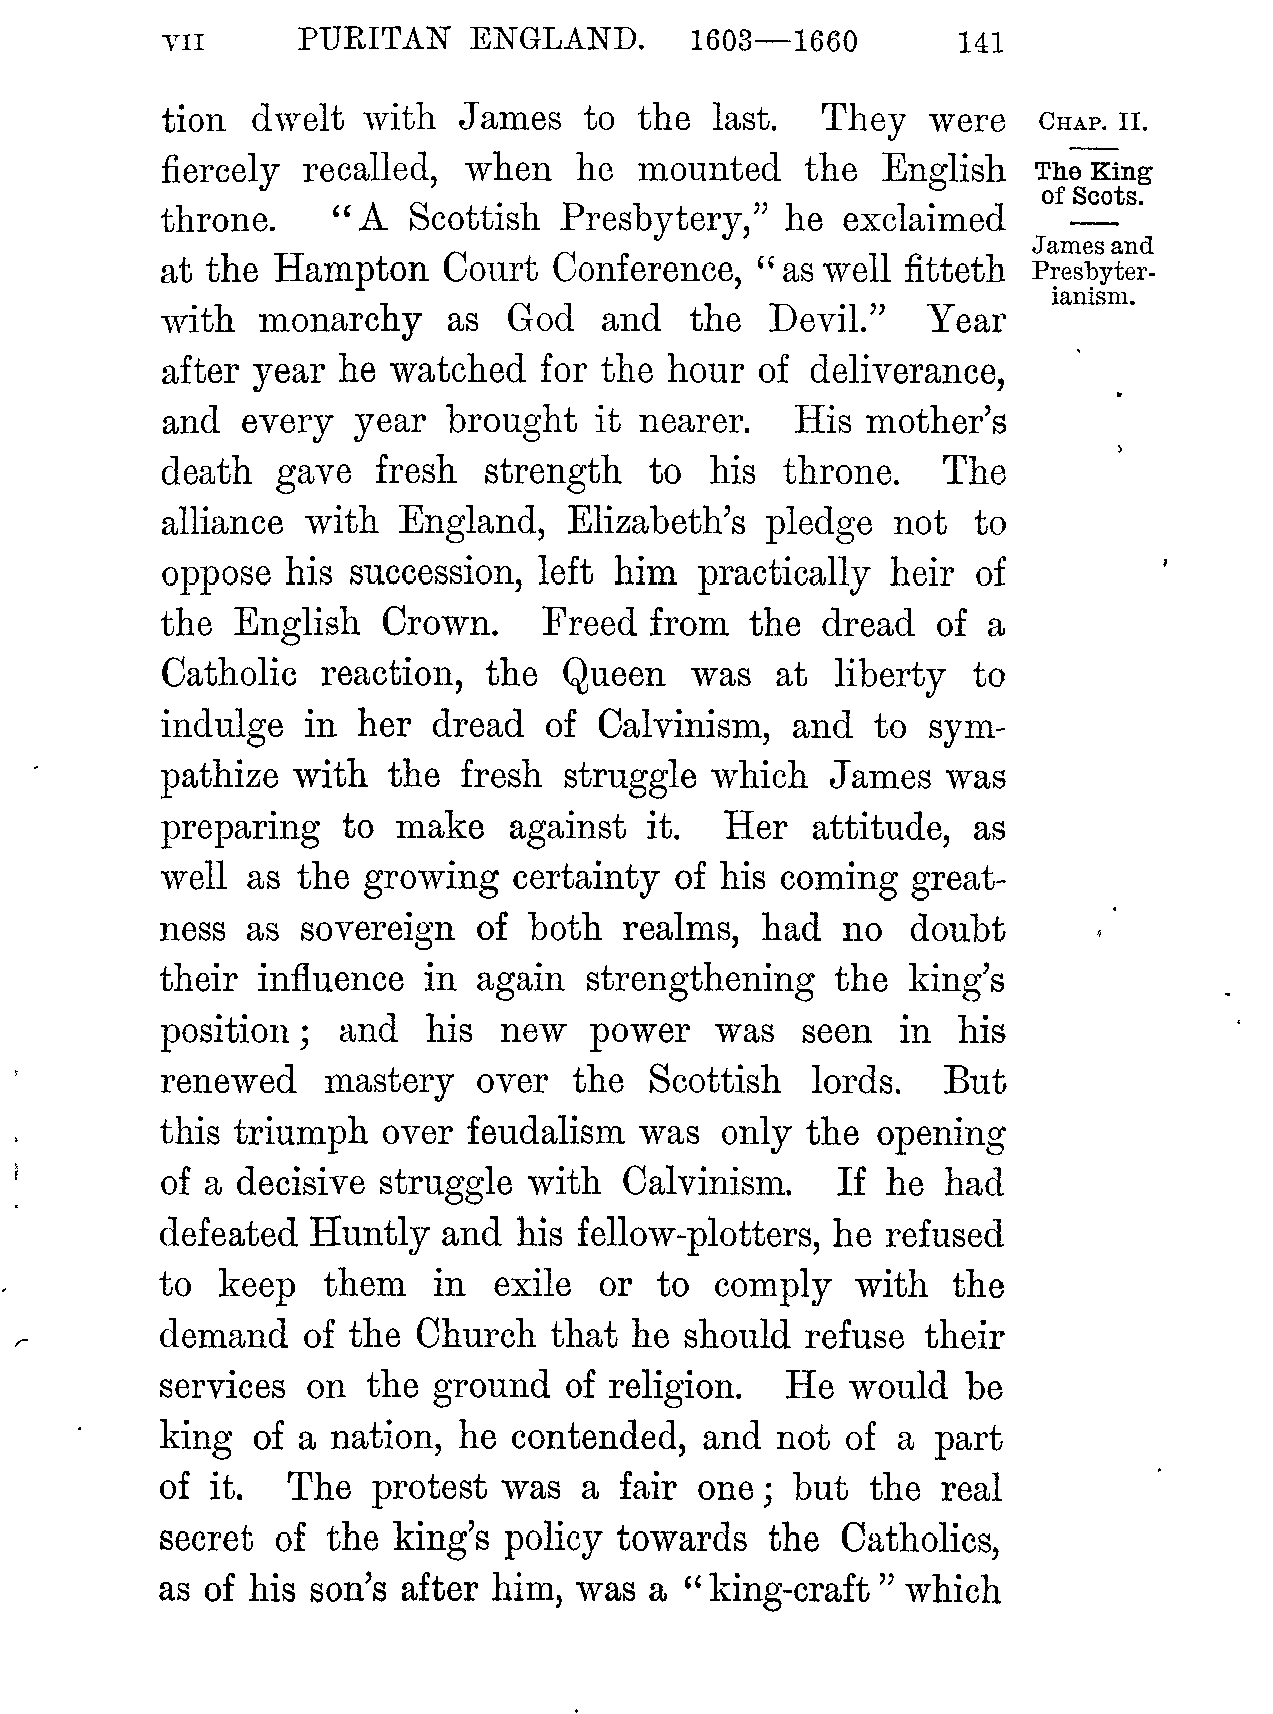 VII PURITAN ENGLAND. 1603—1660 141
tion dwelt with James to the last. They were
fiercely recalled, when he mounted the English
throne. "A Scottish Presbytery," he exclaimed
at the Hampton Court Conference, "as well fitteth
with monarchy as God and the Devil." Year
after year he watched for the hour of deliverance,
and every year brought it nearer. His mother's
death gave fresh strength to his throne. The
alliance with England, Elizabeth's pledge not to
oppose his succession, left him practically heir of
the English Crown. Freed from the dread of a
Catholic reaction, the Queen was at liberty to
indulge in her dread of Calvinism, and to sym-
pathize with the fresh struggle which James was
preparing to make against it. Her attitude, as
well as the growing certainty of his coming great-
ness as sovereign of both realms, had no doubt
their influence in again strengthening the king's
position; and his new power was seen in his
renewed mastery over the Scottish lords. But
this triumph over feudalism was only the opening
of a decisive struggle with Calvinism. If he had
defeated Huntly and his fellow-plotters, he refused
to keep them in exile or to comply with the
demand of the Church that he should refuse their
services on the ground of religion. He would be
king of a nation, he contended, and not of a part
of it. The protest was a fair one; but the real
secret of the king's policy towards the Catholics,
as of his son's after him, was a "king-craft" which
CHAP. II.
The King
of Scots.
James and
Presbyter-
ianism.